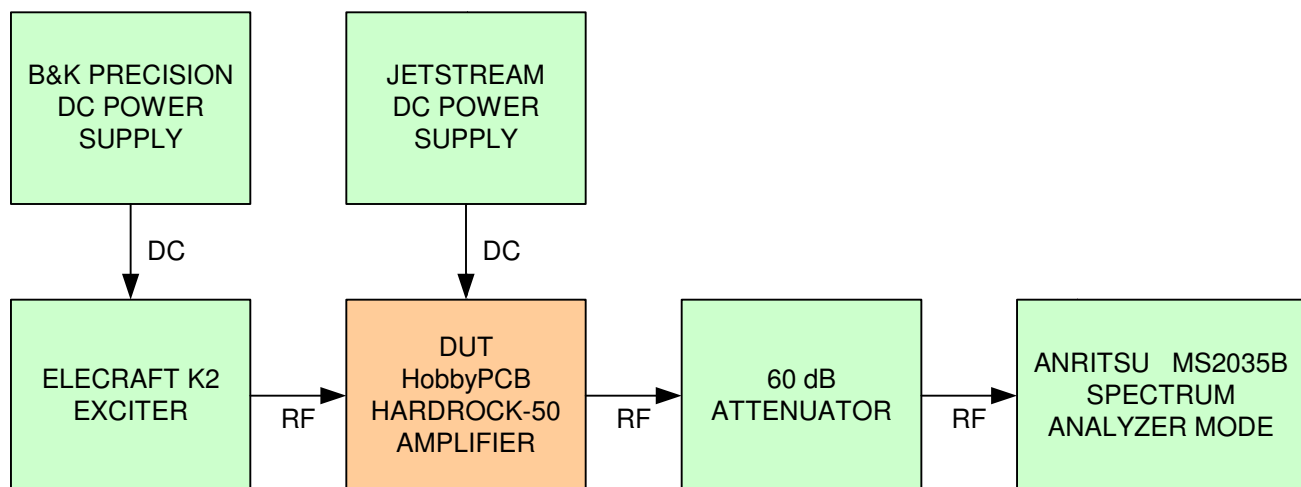 B&K PRECISION
DC POWER
SUPPLY
JETSTREAM
DC POWER
SUPPLY
DC
DC
ELECRAFT K2
EXCITER
RF
DUT
HobbyPCB
HARDROCK-50
AMPLIFIER
RF
60 dB
ATTENUATOR
RF
ANRITSU MS2035B
SPECTRUM
ANALYZER MODE